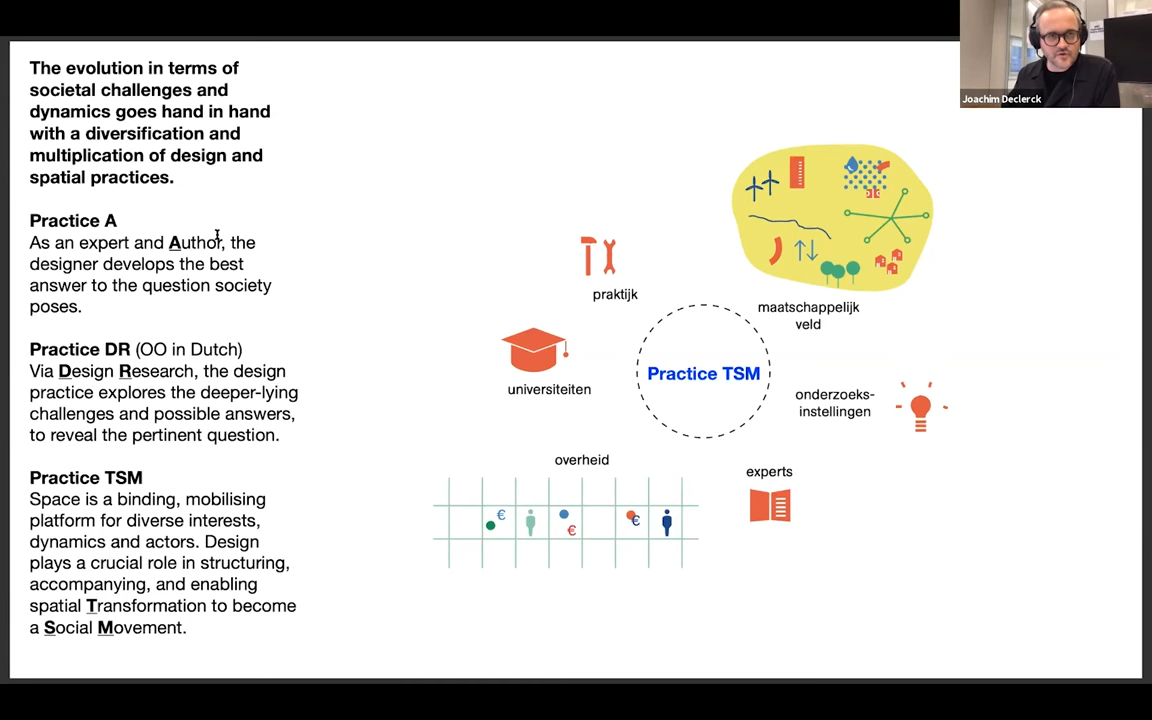 The evolution in terms of
societal challenges and
dynamics goes hand in hand
with a diversification and
multiplication of design and
spatial practices.
Practice A
As an expert and Author, the
designer develops the best
answer to the question society
poses.
Practice DR (OO in Dutch)
Via Design Research, the design
practice explores the deeper-lying
challenges and possible answers,
to reveal the pertinent question.
Practice TSM
Space is a binding, mobilising
platform for diverse interests,
dynamics and actors. Design
plays a crucial role in structuring,
accompanying, and enabling
spatial Transformation to become
a Social Movement.
praktijk
maatschappelijk
veld
universiteiten
Practice TSM
onderzoeks-
instellingen
overheid
experts
€
€
€
Joachim Declerck